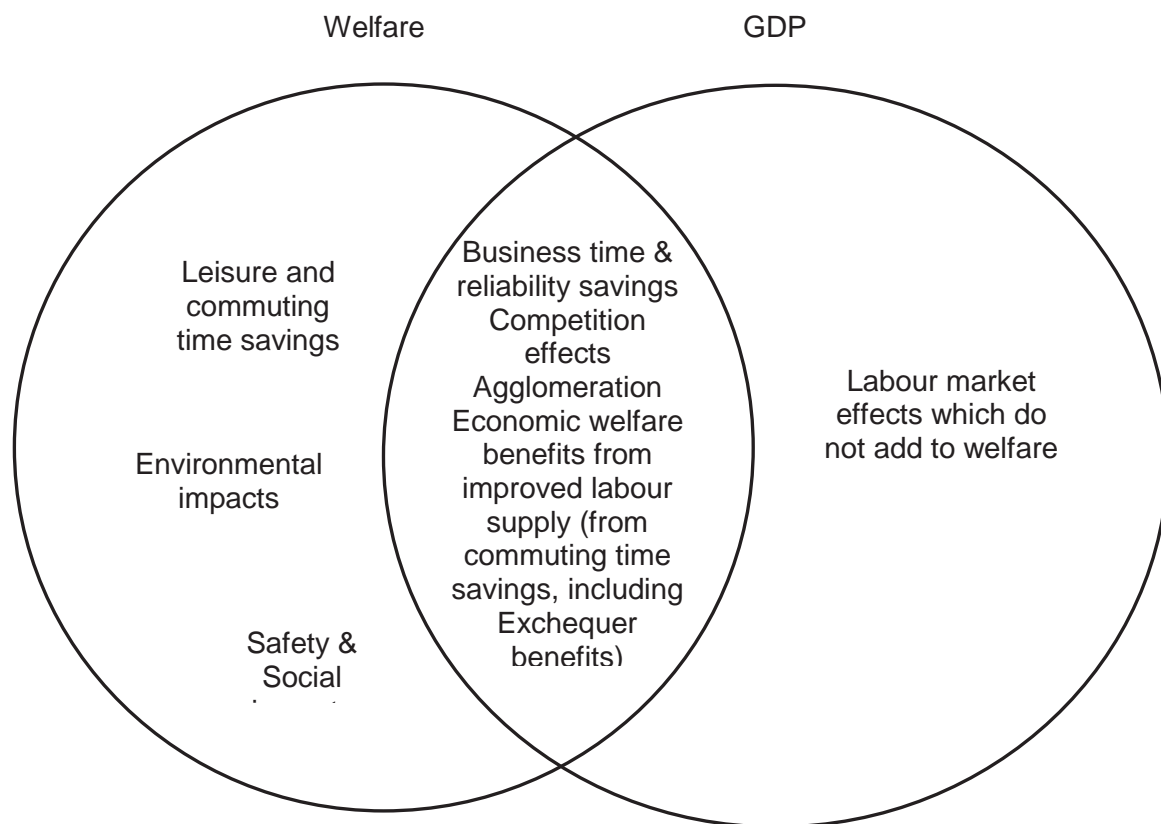 Welfare
GDP
Leisure and
commuting
time savings
Environmental
impacts
Safety &
Social
Business time &
reliability savings
Competition
effects
Agglomeration
Economic welfare
benefits from
improved labour
supply (from
commuting time
savings, including
Exchequer
benefits)
Labour market
effects which do
not add to welfare